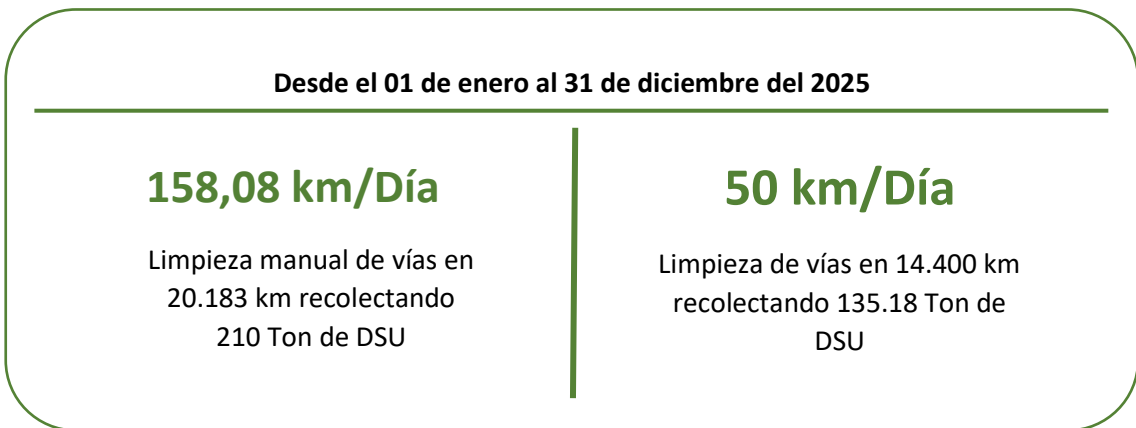 Desde el 01 de enero al 31 de diciembre del 2025
158,08 km/Día
Limpieza manual de vías en
20.183 km recolectando
210 Ton de DSU
50 km/Día
Limpieza de vías en 14.400 km
recolectando 135.18 Ton de
DSU